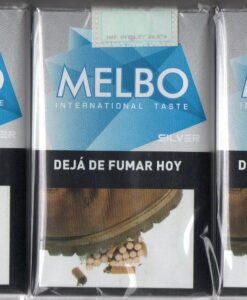 MELBO
INTERNATIONAL TASTE
SILVER
DEJÁ DE FUMAR HOY